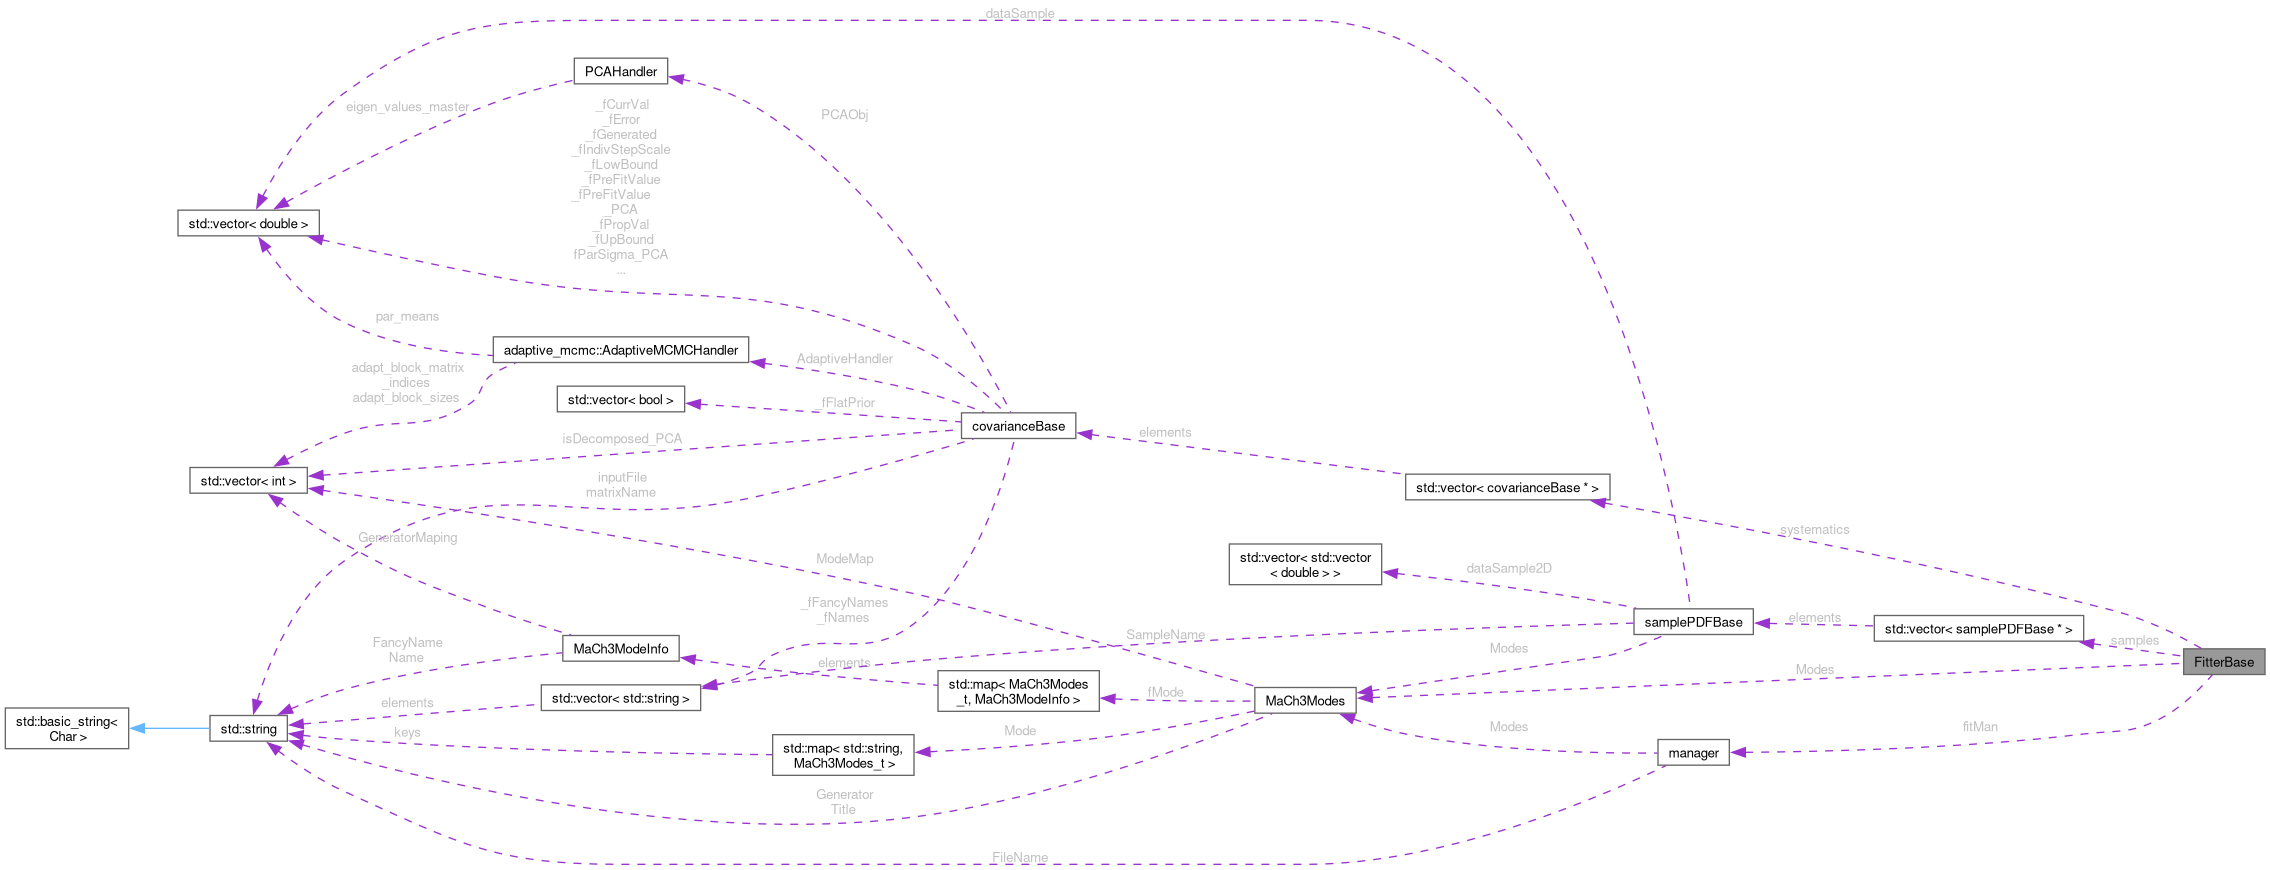 dataSample
PCAHandler
eigen_values_master
_fCurrVal
_fError
_fGenerated
_fIndivStepScale
_fLowBound
_fPreFitValue
_fPreFitValue
_PCA
_fPropVal
_fUpBound
fParSigma_PCA
...
PCAObj
std::vector< double >
par_means
adaptive_mcmc::AdaptiveMCMCHandler
AdaptiveHandler
adapt_block_matrix
_indices
adapt_block_sizes
std::vector< bool >
_fFlatPrior
covarianceBase
elements
isDecomposed_PCA
std::vector< int >
inputFile
matrixName
std::vector< covarianceBase * >
systematics
GeneratorMaping
ModeMap
std::vector< std::vector
< double > >
dataSample2D
_fFancyNames
_fNames
samplePDFBase
elements
std::vector< samplePDFBase * >
samples
FitterBase
SampleName
FancyName
Name
MaCh3ModeInfo
elements
Modes
Modes
std::vector< std::string >
std::map< MaCh3Modes
_t, MaCh3ModeInfo >
fMode
MaCh3Modes
elements
std::basic_string<
Char >
std::string
keys
std::map< std::string,
MaCh3Modes_t >
Mode
Modes
manager
fitMan
Generator
Title
FileName